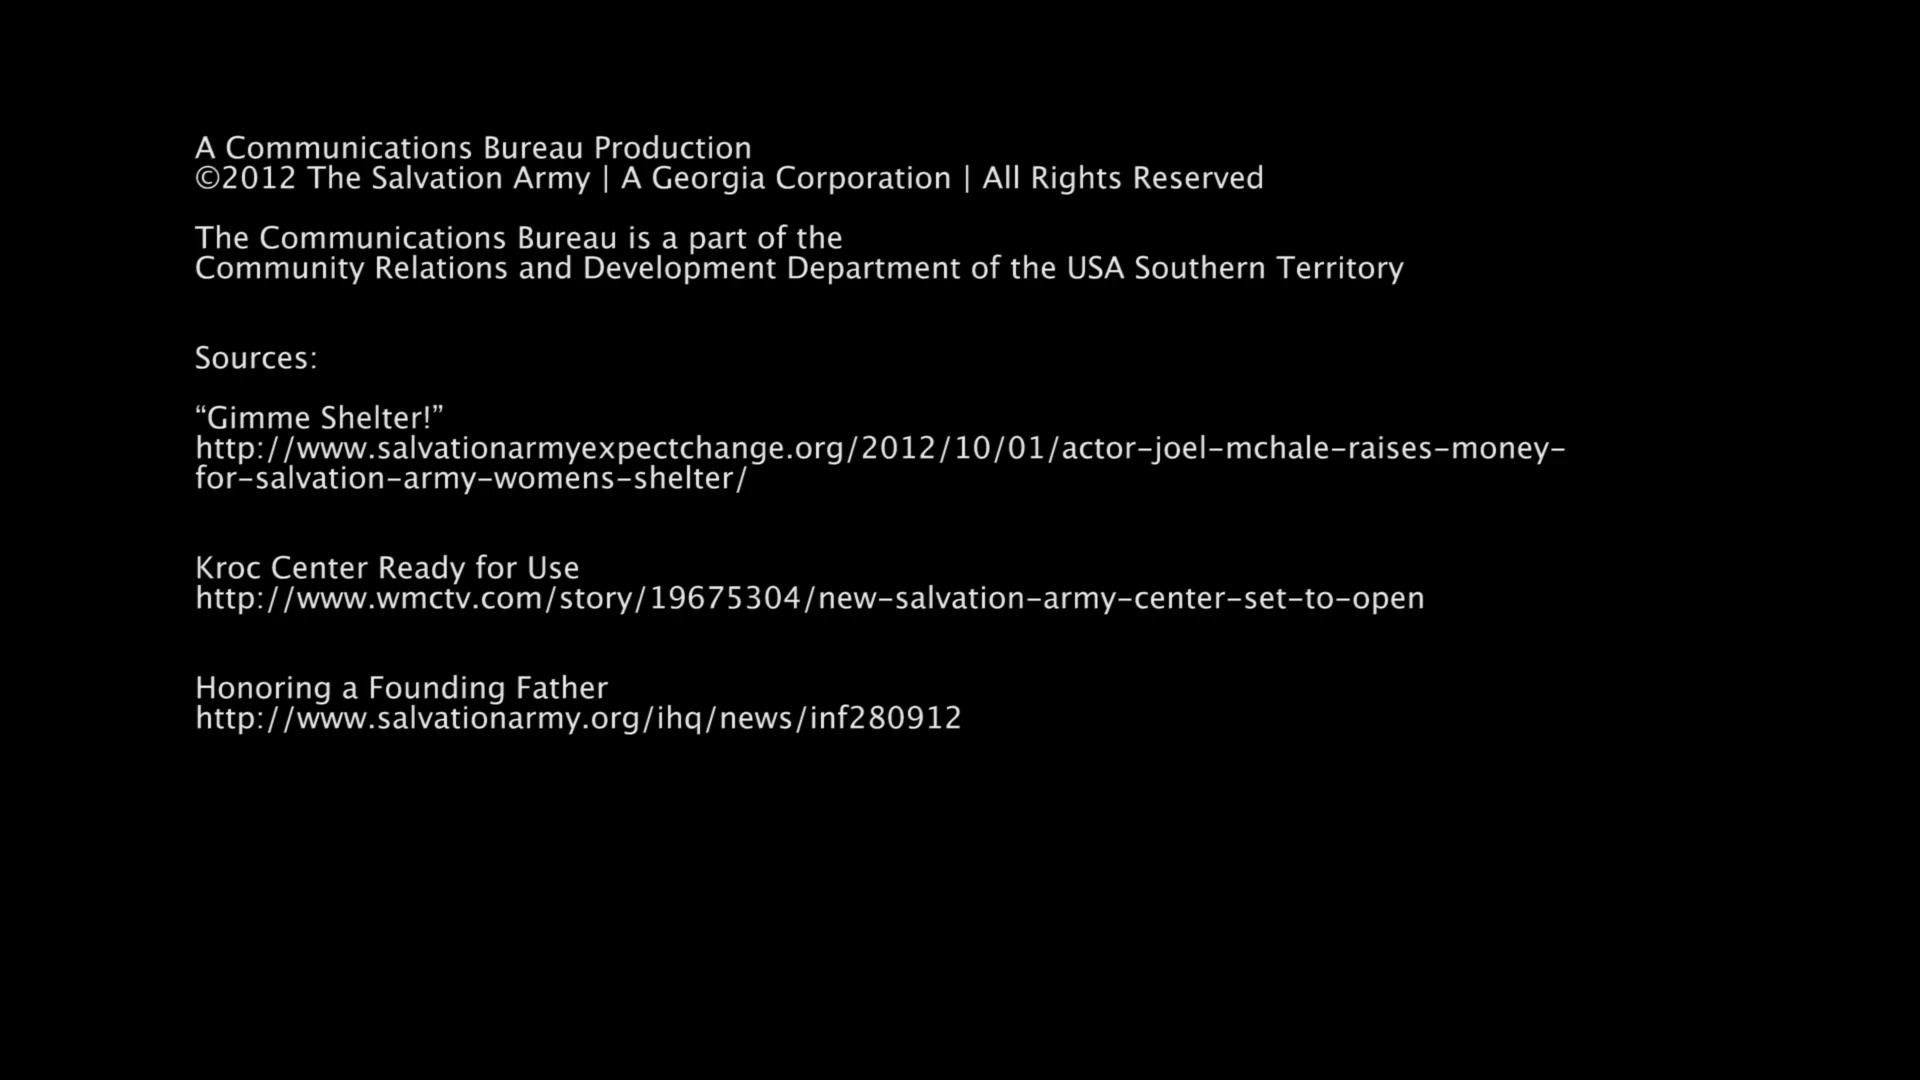 A Communications Bureau Production
©2012 The Salvation Army | A Georgia Corporation | All Rights Reserved
The Communications Bureau is a part of the
Community Relations and Development Department of the USA Southern Territory
Sources:
“Gimme Shelter!”
http://www.salvationarmyexpectchange.org/2012/10/01/actor-joel-mchale-raises-money-
for-salvation-army-womens-shelter/
Kroc Center Ready for Use
http://www.wmctv.com/story/19675304/new-salvation-army-center-set-to-open
Honoring a Founding Father
http://www.salvationarmy.org/ihq/news/inf280912